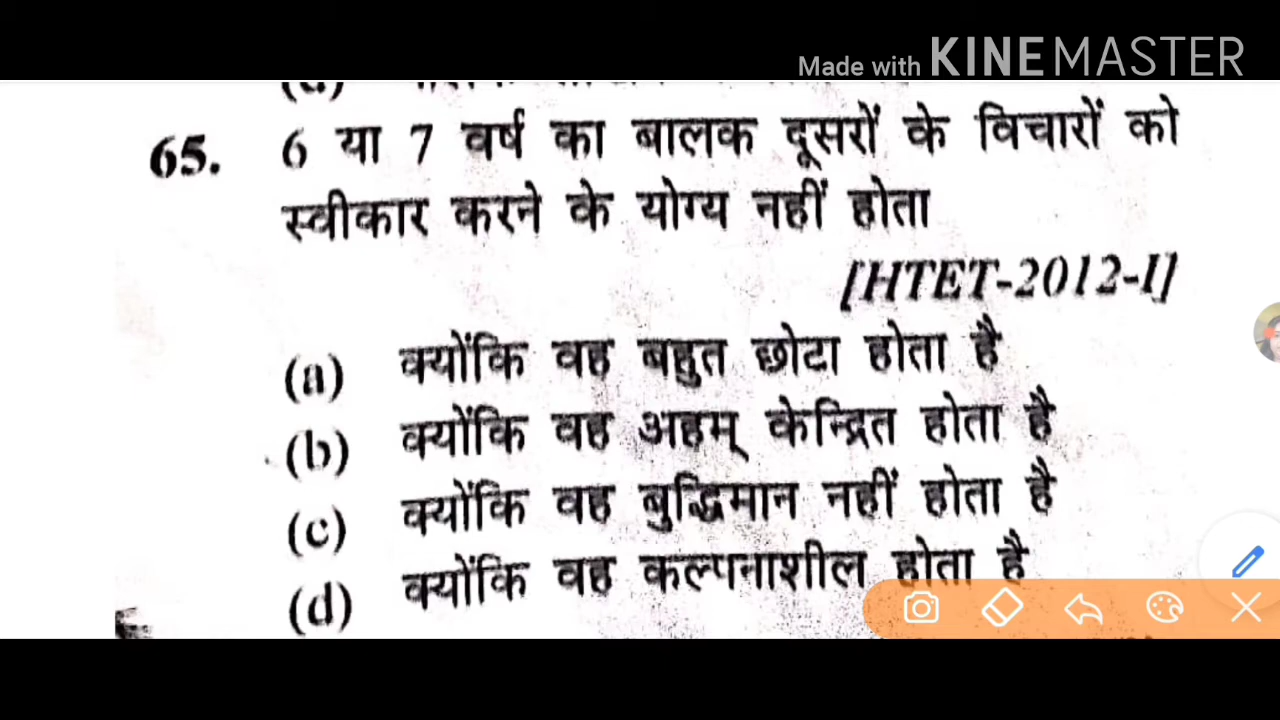 Made with KINEMASTER
65. 6 या 7 वर्ष का बालक दूसरों के विचारों को
स्वीकार करने के योग्य नहीं होता
[HTET-2012-I]
(a) क्योंकि वह बहुत छोटा होता है
(b) क्योंकि वह अहम् केन्द्रित होता है
(c) क्योंकि वह बुद्धिमान नहीं होता है
(d) क्योंकि वह कल्पनाशील होता है